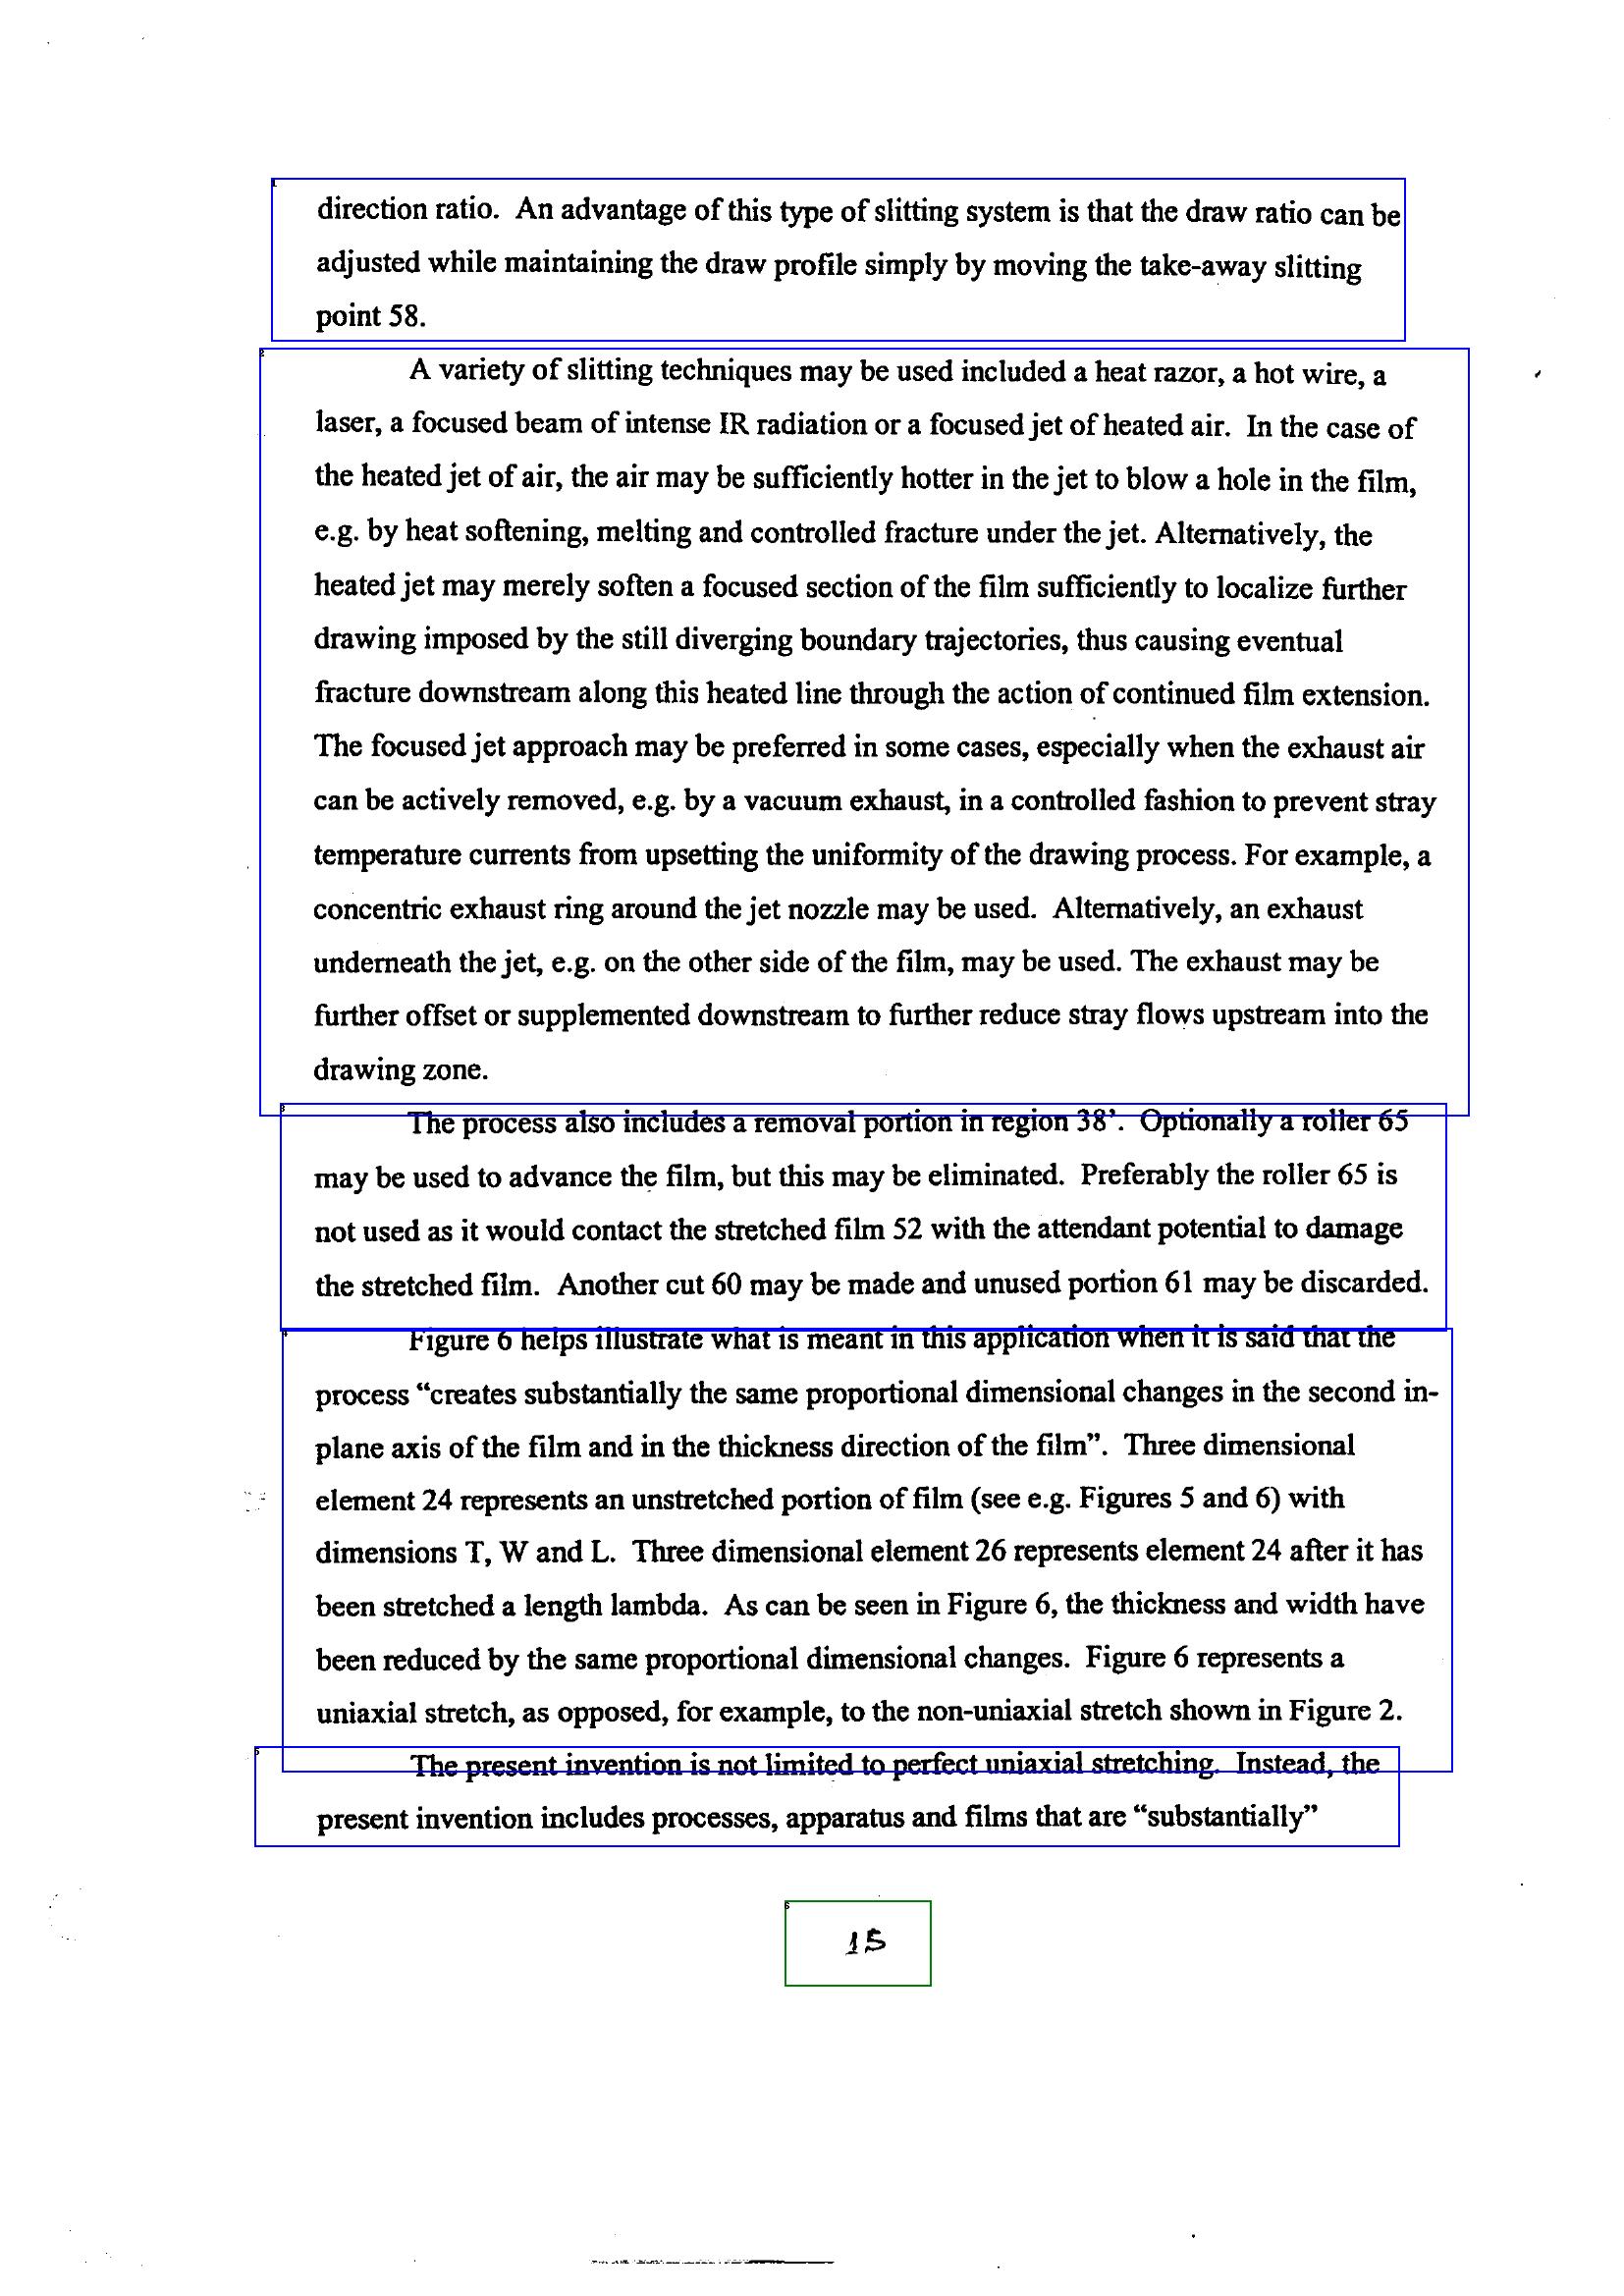 direction ratio.  An advantage of this type of slitting system is that the draw ratio can be
adjusted while maintaining the draw profile simply by moving the take-away slitting
point 58.
A variety of slitting techniques may be used included a heat razor, a hot wire, a
laser, a focused beam of intense IR radiation or a focused jet of heated air.  In the case of
the heated jet of air, the air may be sufficiently hotter in the jet to blow a hole in the film,
e.g. by heat softening, melting and controlled fracture under the jet. Alternatively, the
heated jet may merely soften a focused section of the film sufficiently to localize further
drawing imposed by the still diverging boundary trajectories, thus causing eventual
fracture downstream along this heated line through the action of continued film extension.
The focused jet approach may be preferred in some cases, especially when the exhaust air
can be actively removed, e.g. by a vacuum exhaust, in a controlled fashion to prevent stray
temperature currents from upsetting the uniformity of the drawing process. For example, a
concentric exhaust ring around the jet nozzle may be used.  Alternatively, an exhaust
underneath the jet, e.g. on the other side of the film, may be used. The exhaust may be
further offset or supplemented downstream to further reduce stray flows upstream into the
drawing zone.
The process also includes a removal portion in region 38’.  Optionally a roller 65
may be used to advance the film, but this may be eliminated.  Preferably the roller 65 is
not used as it would contact the stretched film 52 with the attendant potential to damage
the stretched film.  Another cut 60 may be made and unused portion 61 may be discarded.
Figure 6 helps illustrate what is meant in this application when it is said that the
process “creates substantially the same proportional dimensional changes in the second in-
plane axis of the film and in the thickness direction of the film”.  Three dimensional
element 24 represents an unstretched portion of film (see e.g. Figures 5 and 6) with
dimensions T, W and L.  Three dimensional element 26 represents element 24 after it has
been stretched a length lambda.  As can be seen in Figure 6, the thickness and width have
been reduced by the same proportional dimensional changes.  Figure 6 represents a
uniaxial stretch, as opposed, for example, to the non-uniaxial stretch shown in Figure 2.
The present invention is not limited to perfect uniaxial stretching.  Instead, the
present invention includes processes, apparatus and films that are “substantially”
15